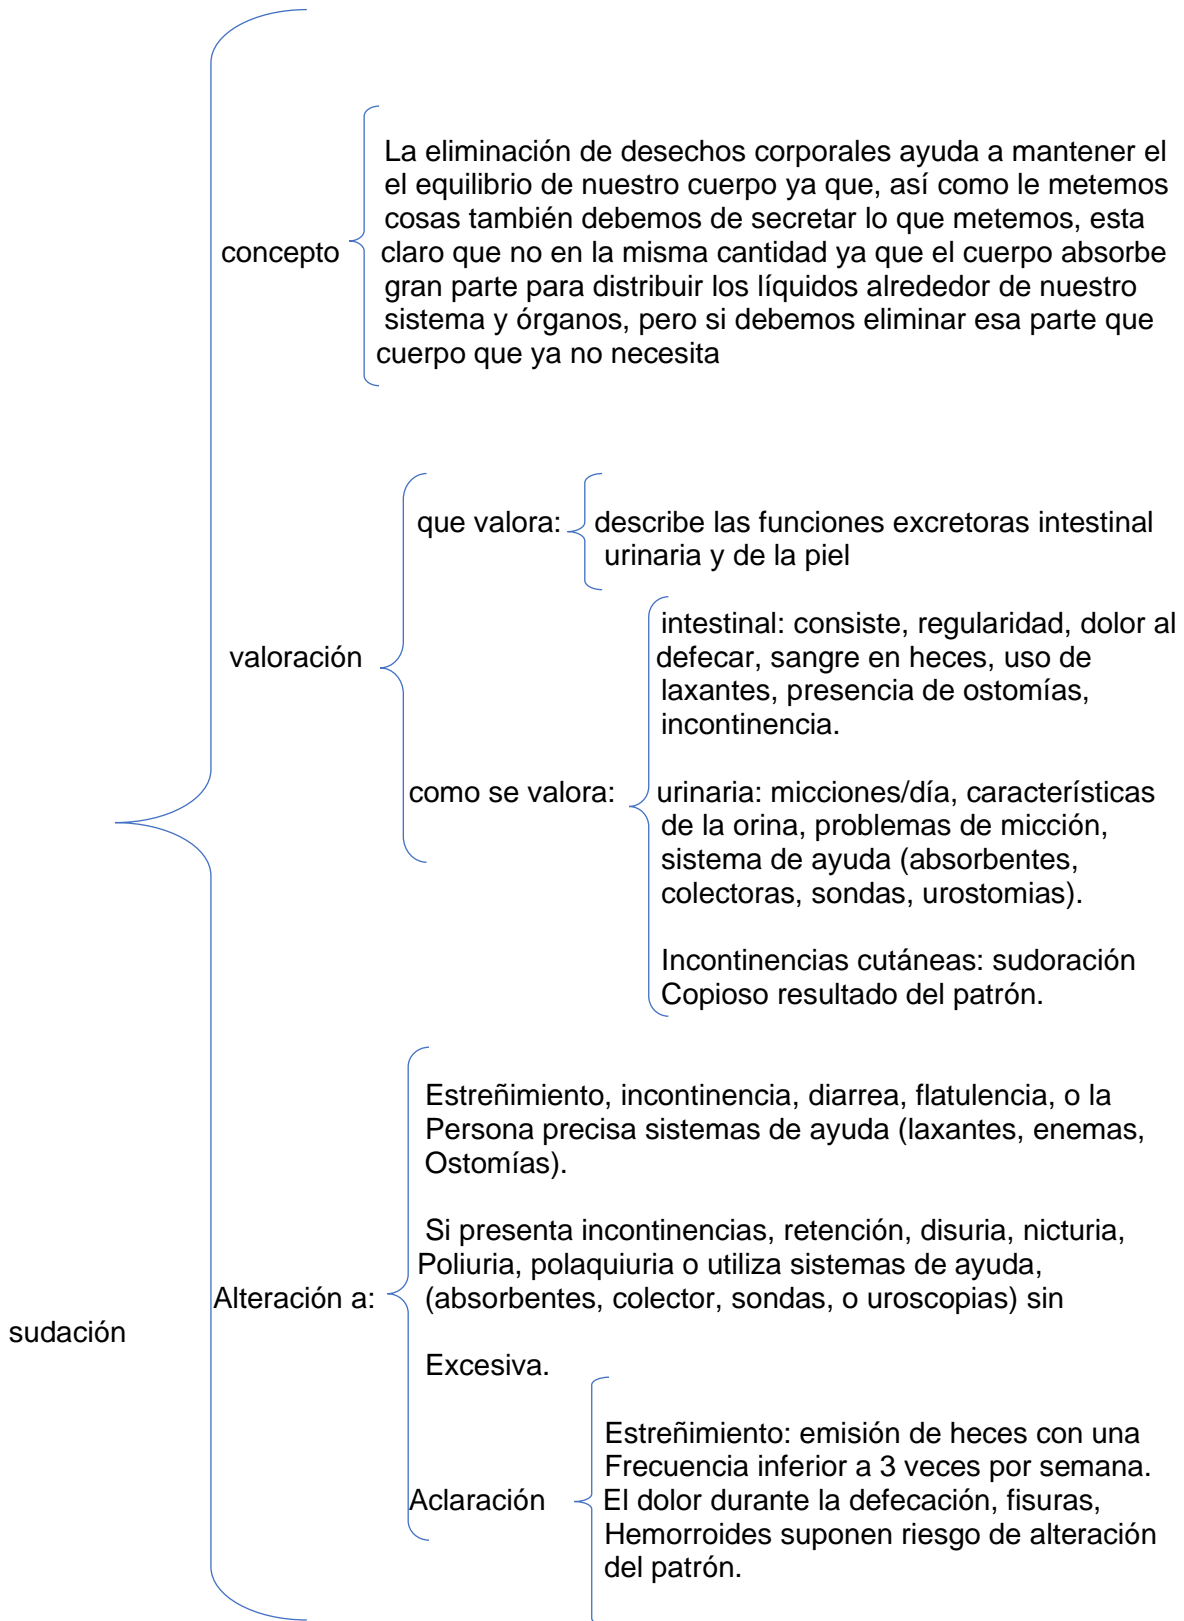 concepto
La eliminación de desechos corporales ayuda a mantener el
el equilibrio de nuestro cuerpo ya que, así como le metemos
cosas también debemos de secretar lo que metemos, esta
claro que no en la misma cantidad ya que el cuerpo absorbe
gran parte para distribuir los líquidos alrededor de nuestro
sistema y órganos, pero si debemos eliminar esa parte que
cuerpo que ya no necesita
valoración
que valora:
describe las funciones excretoras intestinal
urinaria y de la piel
como se valora:
intestinal: consiste, regularidad, dolor al
defecar, sangre en heces, uso de
laxantes, presencia de ostomías,
incontinencia.
urinaria: micciones/día, características
de la orina, problemas de micción,
sistema de ayuda (absorbentes,
colectoras, sondas, urostomias).
Incontinencias cutáneas: sudoración
Copioso resultado del patrón.
Alteración a:
Estreñimiento, incontinencia, diarrea, flatulencia, o la
Persona precisa sistemas de ayuda (laxantes, enemas,
Ostomías).
Si presenta incontinencias, retención, disuria, nicturia,
Poliuria, polaquiuria o utiliza sistemas de ayuda,
(absorbentes, colector, sondas, o uroscopias) sin
sudación
Excesiva.
Aclaración
Estreñimiento: emisión de heces con una
Frecuencia inferior a 3 veces por semana.
El dolor durante la defecación, fisuras,
Hemorroides suponen riesgo de alteración
del patrón.